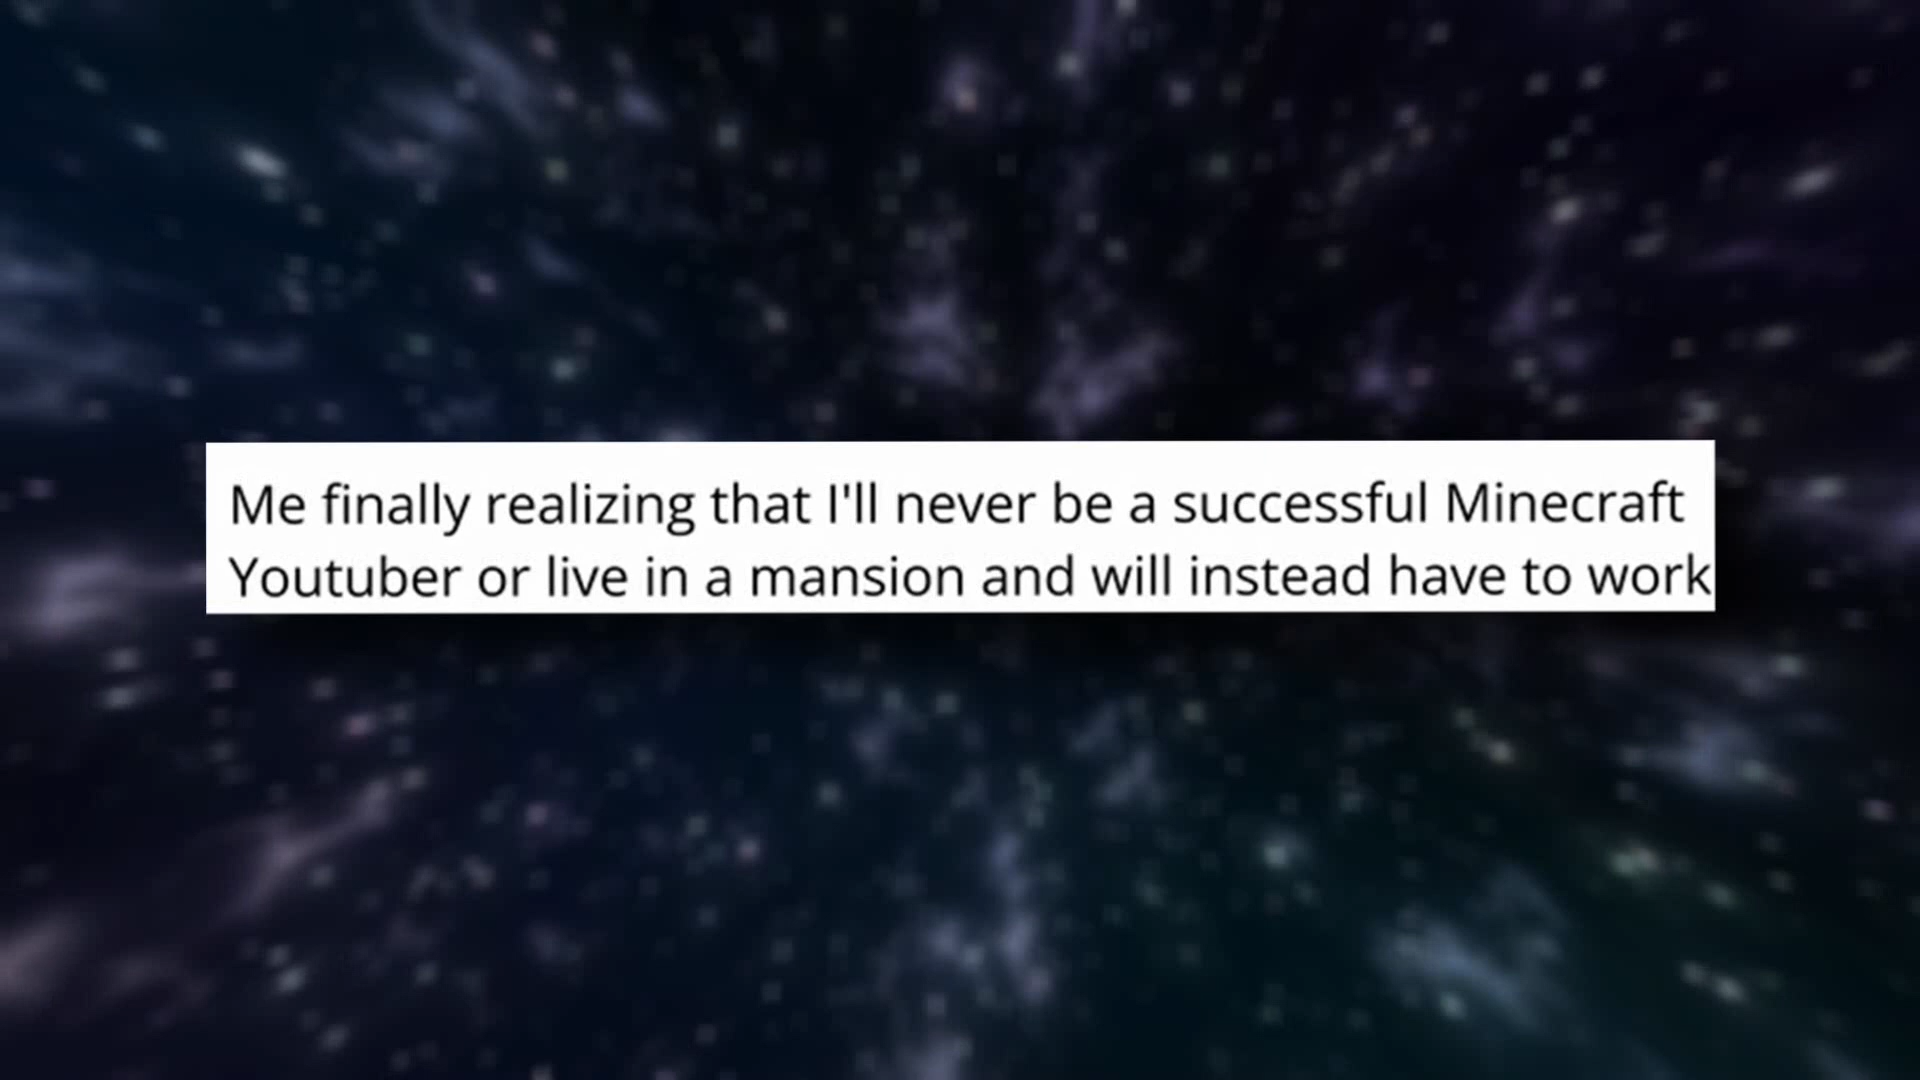 Me finally realizing that I'll never be a successful Minecraft
Youtuber or live in a mansion and will instead have to work